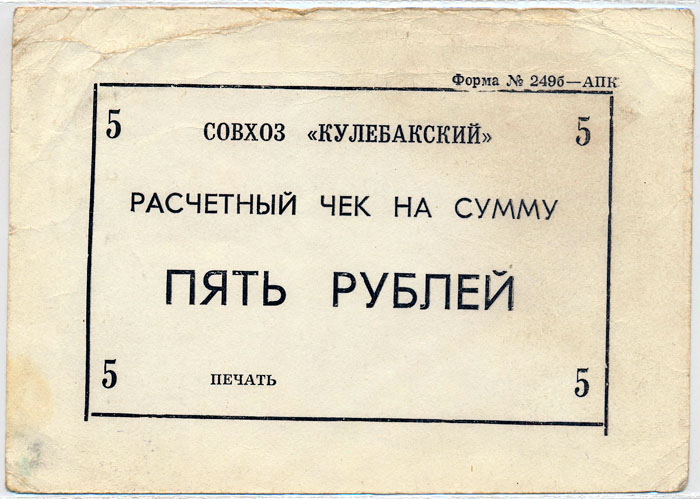 Форма № 249б—АПК
5 СОВХОЗ «КУЛЕБАКСКИЙ» 5
РАСЧЕТНЫЙ ЧЕК НА СУММУ
ПЯТЬ РУБЛЕЙ
5 ПЕЧАТЬ 5